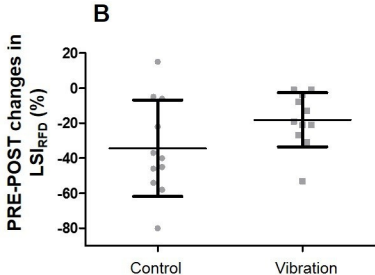 B
PRE-POST changes in
LSIRFD (%)
20
0
-20
-40
-60
-80
Control Vibration